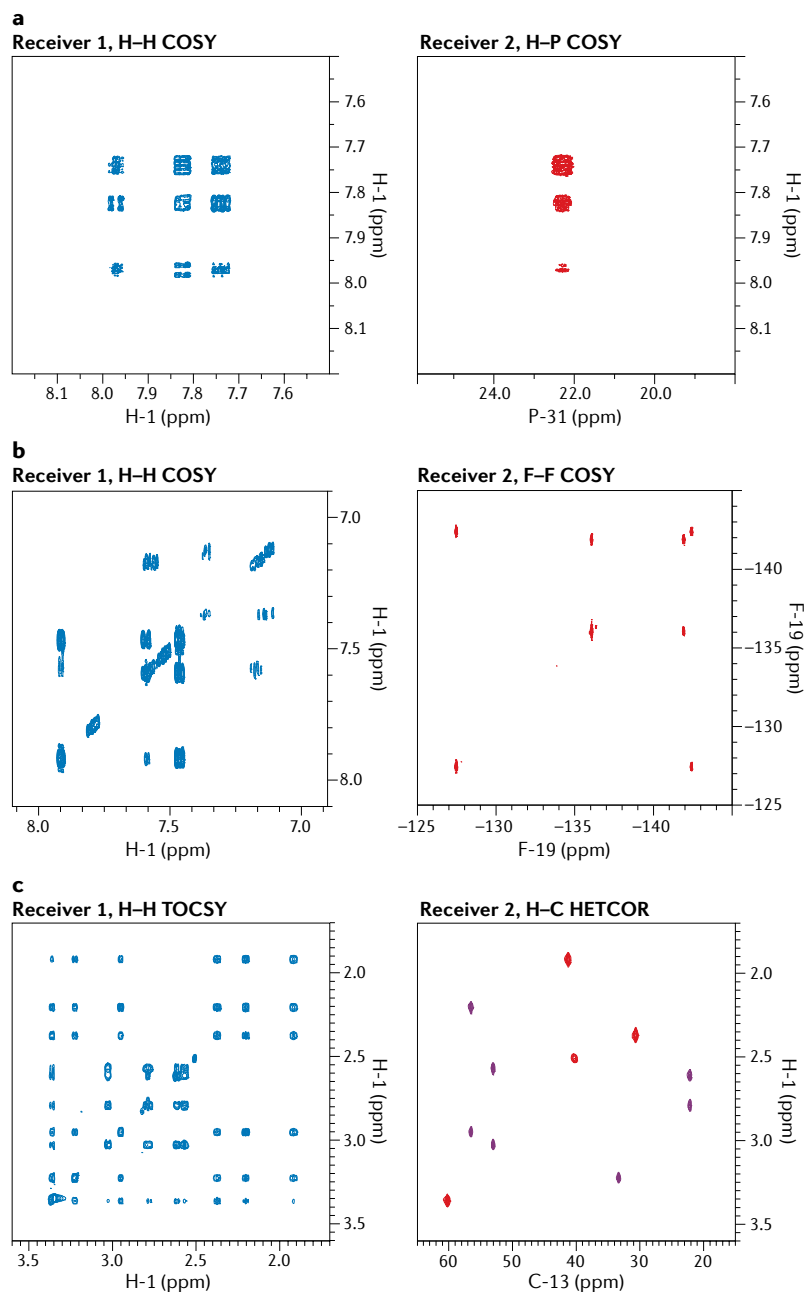 a
Receiver 1, H–H COSY
8.1 8.0 7.9 7.8 7.7 7.6
H-1 (ppm)
7.6
7.7
7.8
7.9
8.0
8.1
H-1 (ppm)
Receiver 2, H–P COSY
24.0 22.0 20.0
P-31 (ppm)
7.6
7.7
7.8
7.9
8.0
8.1
H-1 (ppm)
b
Receiver 1, H–H COSY
8.0 7.5 7.0
H-1 (ppm)
7.0
7.5
8.0
H-1 (ppm)
Receiver 2, F–F COSY
−125 −130 −135 −140
F-19 (ppm)
−140
−135
−130
−125
F-19 (ppm)
c
Receiver 1, H–H TOCSY
3.5 3.0 2.5 2.0
H-1 (ppm)
2.0
2.5
3.0
3.5
H-1 (ppm)
Receiver 2, H–C HETCOR
60 50 40 30 20
C-13 (ppm)
2.0
2.5
3.0
3.5
H-1 (ppm)